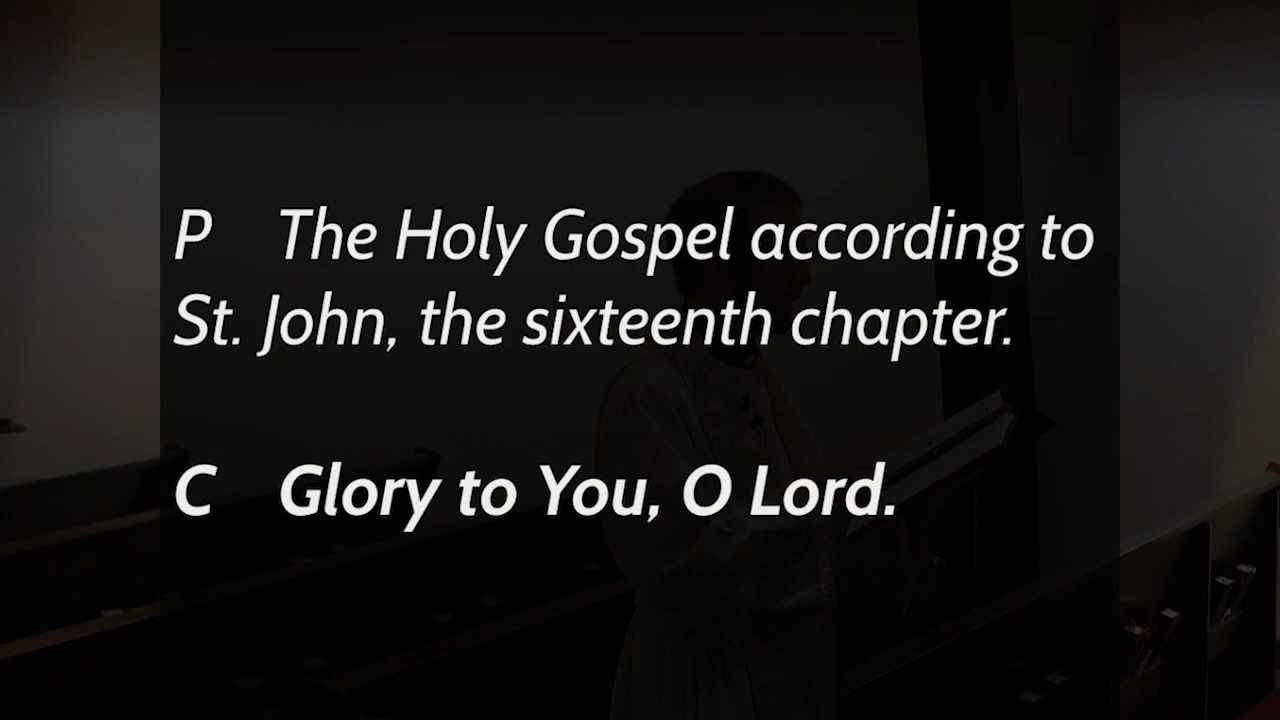 P The Holy Gospel according to
St. John, the sixteenth chapter.
C Glory to You, O Lord.